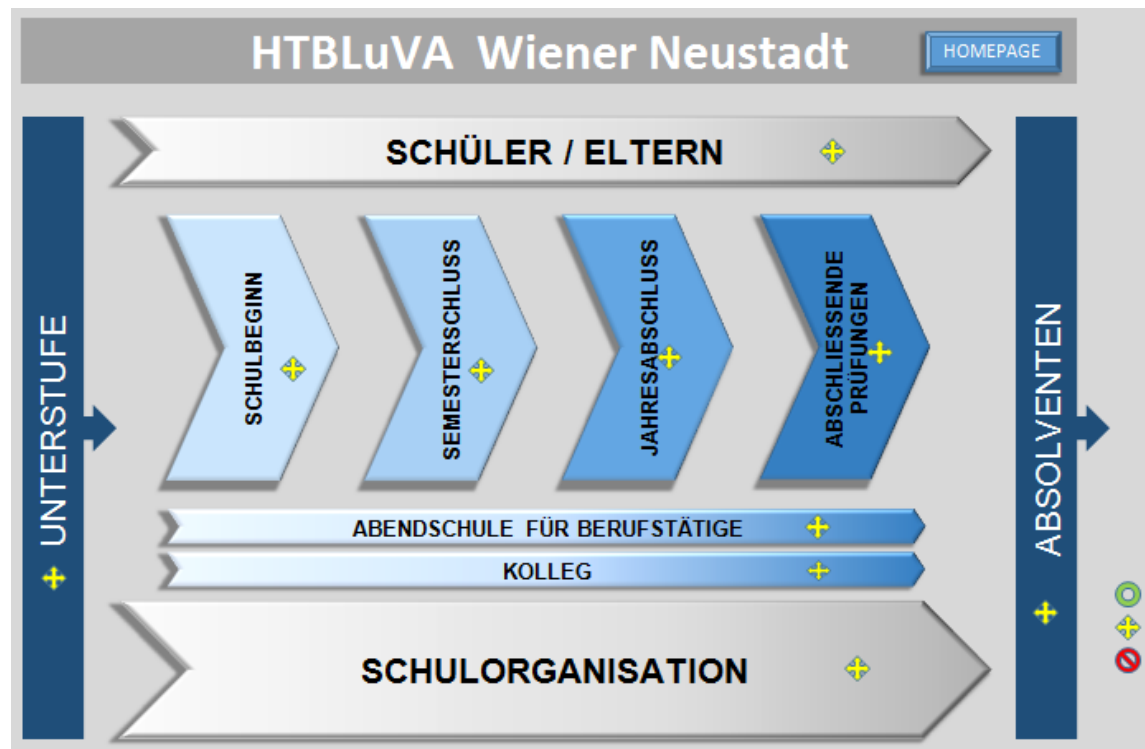 HTBLuVA Wiener Neustadt
HOMEPAGE
UNTERSTUFE
SCHÜLER / ELTERN
SCHULBEGINN
SEMESTERSCHLUSS
JAHRESABSCHLUSS
ABSCHLIESSENDE
PRÜFUNGEN
ABENDSCHULE FÜR BERUFSTÄTIGE
KOLLEG
SCHULORGANISATION
ABSOLVENTEN